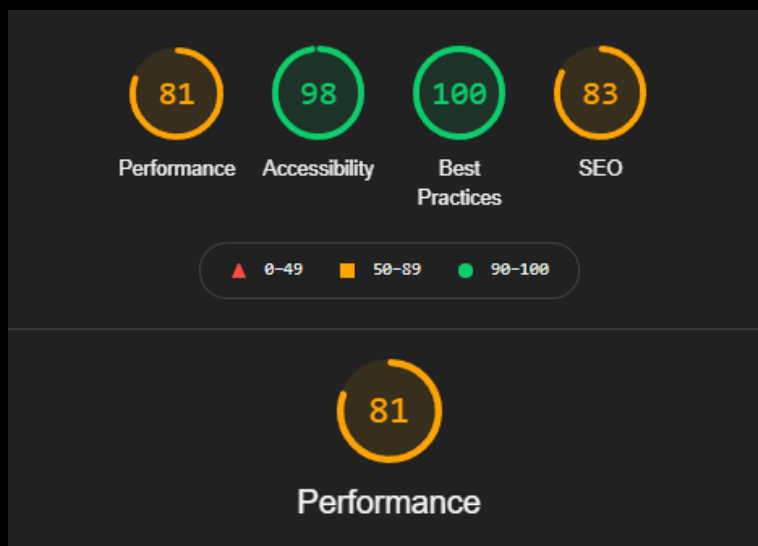 81 98 100 83
Performance Accessibility Best SEO
Practices
0–49 50–89 90–100
81
Performance